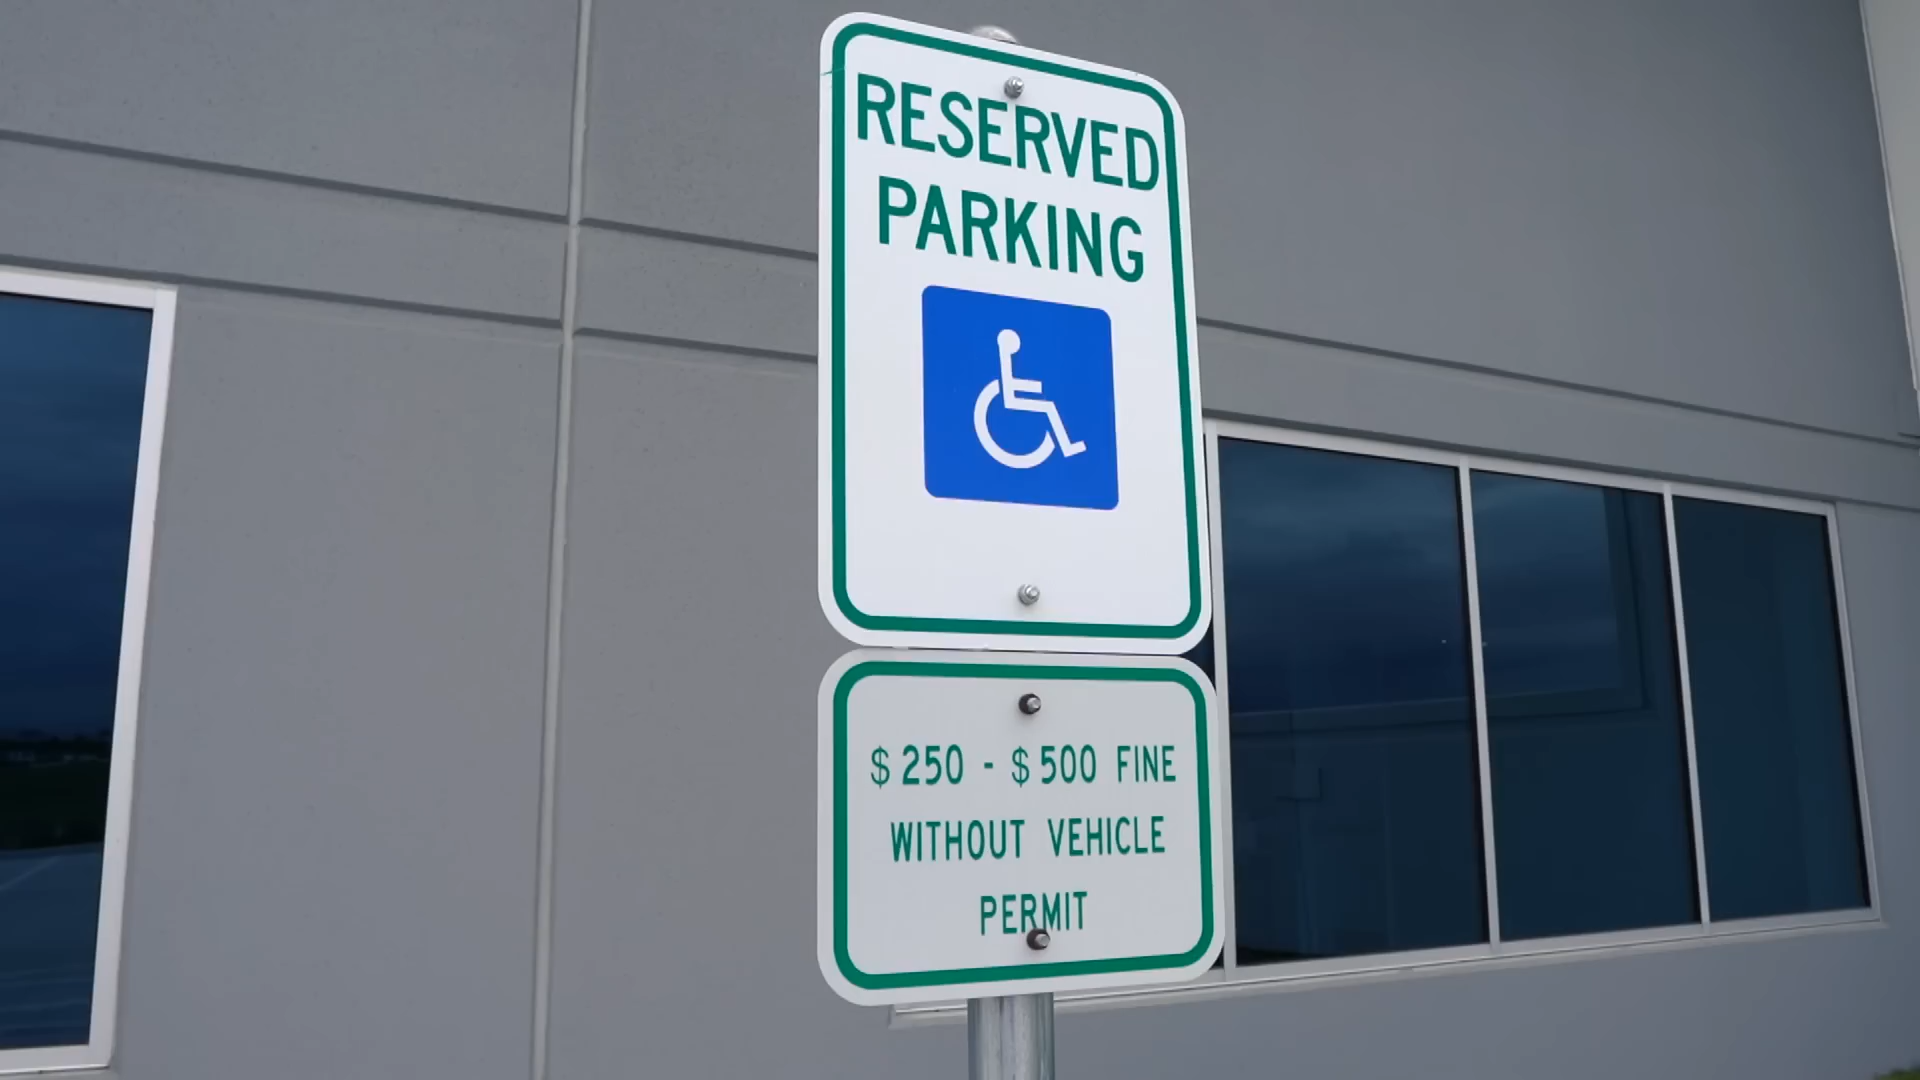 RESERVED
PARKING
$250 - $500 FINE
WITHOUT VEHICLE
PERMIT